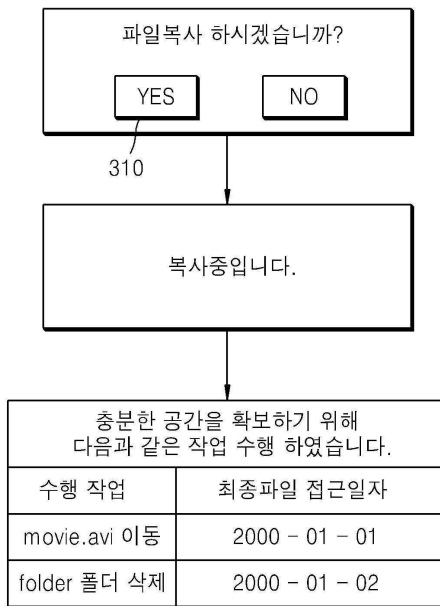 파일복사 하시겠습니까?
YES NO
310
복사중입니다.
충분한 공간을 확보하기 위해
다음과 같은 작업 수행 하였습니다.
수행 작업 최종파일 접근일자
movie.avi 이동 2000 - 01 - 01
folder 폴더 삭제 2000 - 01 - 02